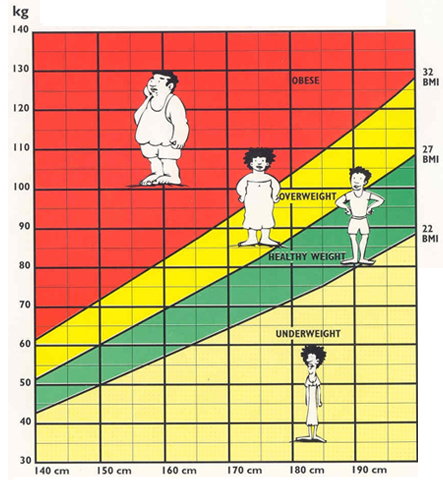 kg
140
130
120
110
100
90
80
70
60
50
40
30
OBESE
OVERWEIGHT
HEALTHY WEIGHT
UNDERWEIGHT
32
BMI
27
BMI
22
BMI
140 cm
150 cm
160 cm
170 cm
180 cm
190 cm